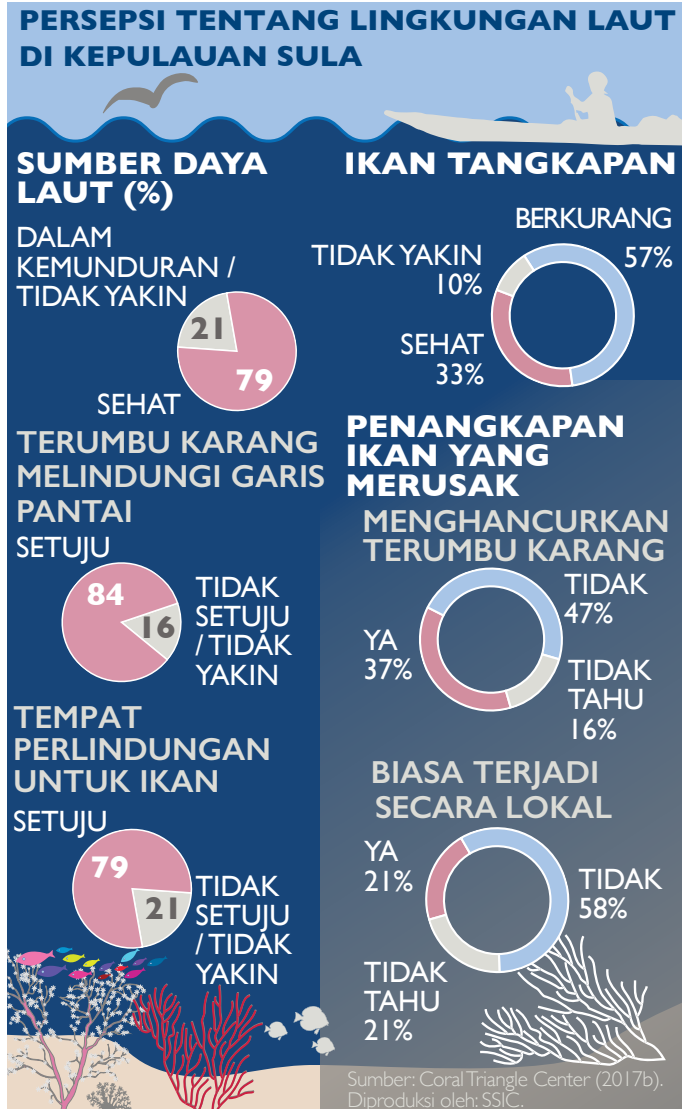 PERSEPSI TENTANG LINGKUNGAN LAUT
DI KEPULAUAN SULA
SUMBER DAYA
LAUT (%)
DALAM
KEMUNDURAN /
TIDAK YAKIN
21
79
SEHAT
TERUMBU KARANG
MELINDUNGI GARIS
PANTAI
SETUJU
84
16
TIDAK
SETUJU
/ TIDAK
YAKIN
TEMPAT
PERLINDUNGAN
UNTUK IKAN
SETUJU
79
21
TIDAK
SETUJU
/ TIDAK
YAKIN
IKAN TANGKAPAN
BERKURANG
57%
TIDAK YAKIN
10%
SEHAT
33%
PENANGKAPAN
IKAN YANG
MERUSAK
MENGHANCURKAN
TERUMBU KARANG
TIDAK
47%
YA
37%
TIDAK
TAHU
16%
BIASA TERJADI
SECARA LOKAL
YA
21%
TIDAK
58%
TIDAK
TAHU
21%
Sumber: Coral Triangle Center (2017b).
Diproduksi oleh: SSIC.